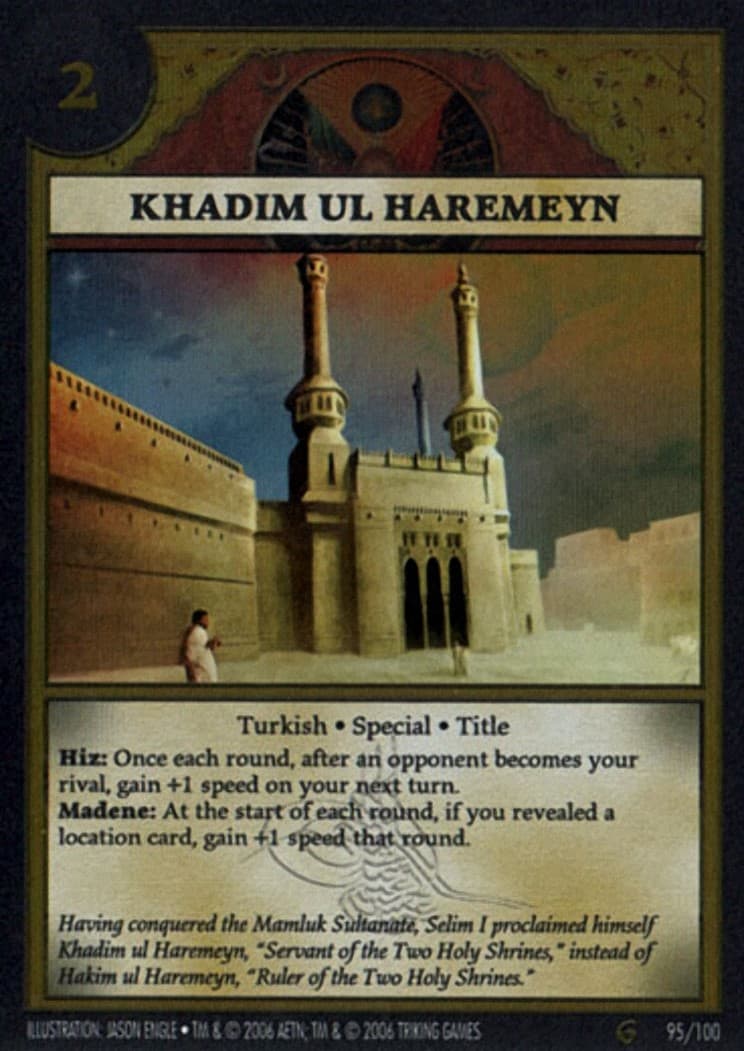 2
KHADIM UL HAREMEYN
Turkish • Special • Title
Hiz: Once each round, after an opponent becomes your
rival, gain +1 speed on your next turn.
Madene: At the start of each round, if you revealed a
location card, gain +1 speed that round.
Having conquered the Mamluk Sultanate, Selim I proclaimed himself
Khadim ul Haremeyn, “Servant of the Two Holy Shrines,” instead of
Hakim ul Haremeyn, “Ruler of the Two Holy Shrines.”
ILLUSTRATION: JASON ENGLE • TM & © 2006 AETN; TM & © 2006 TRIKING GAMES
G 95/100